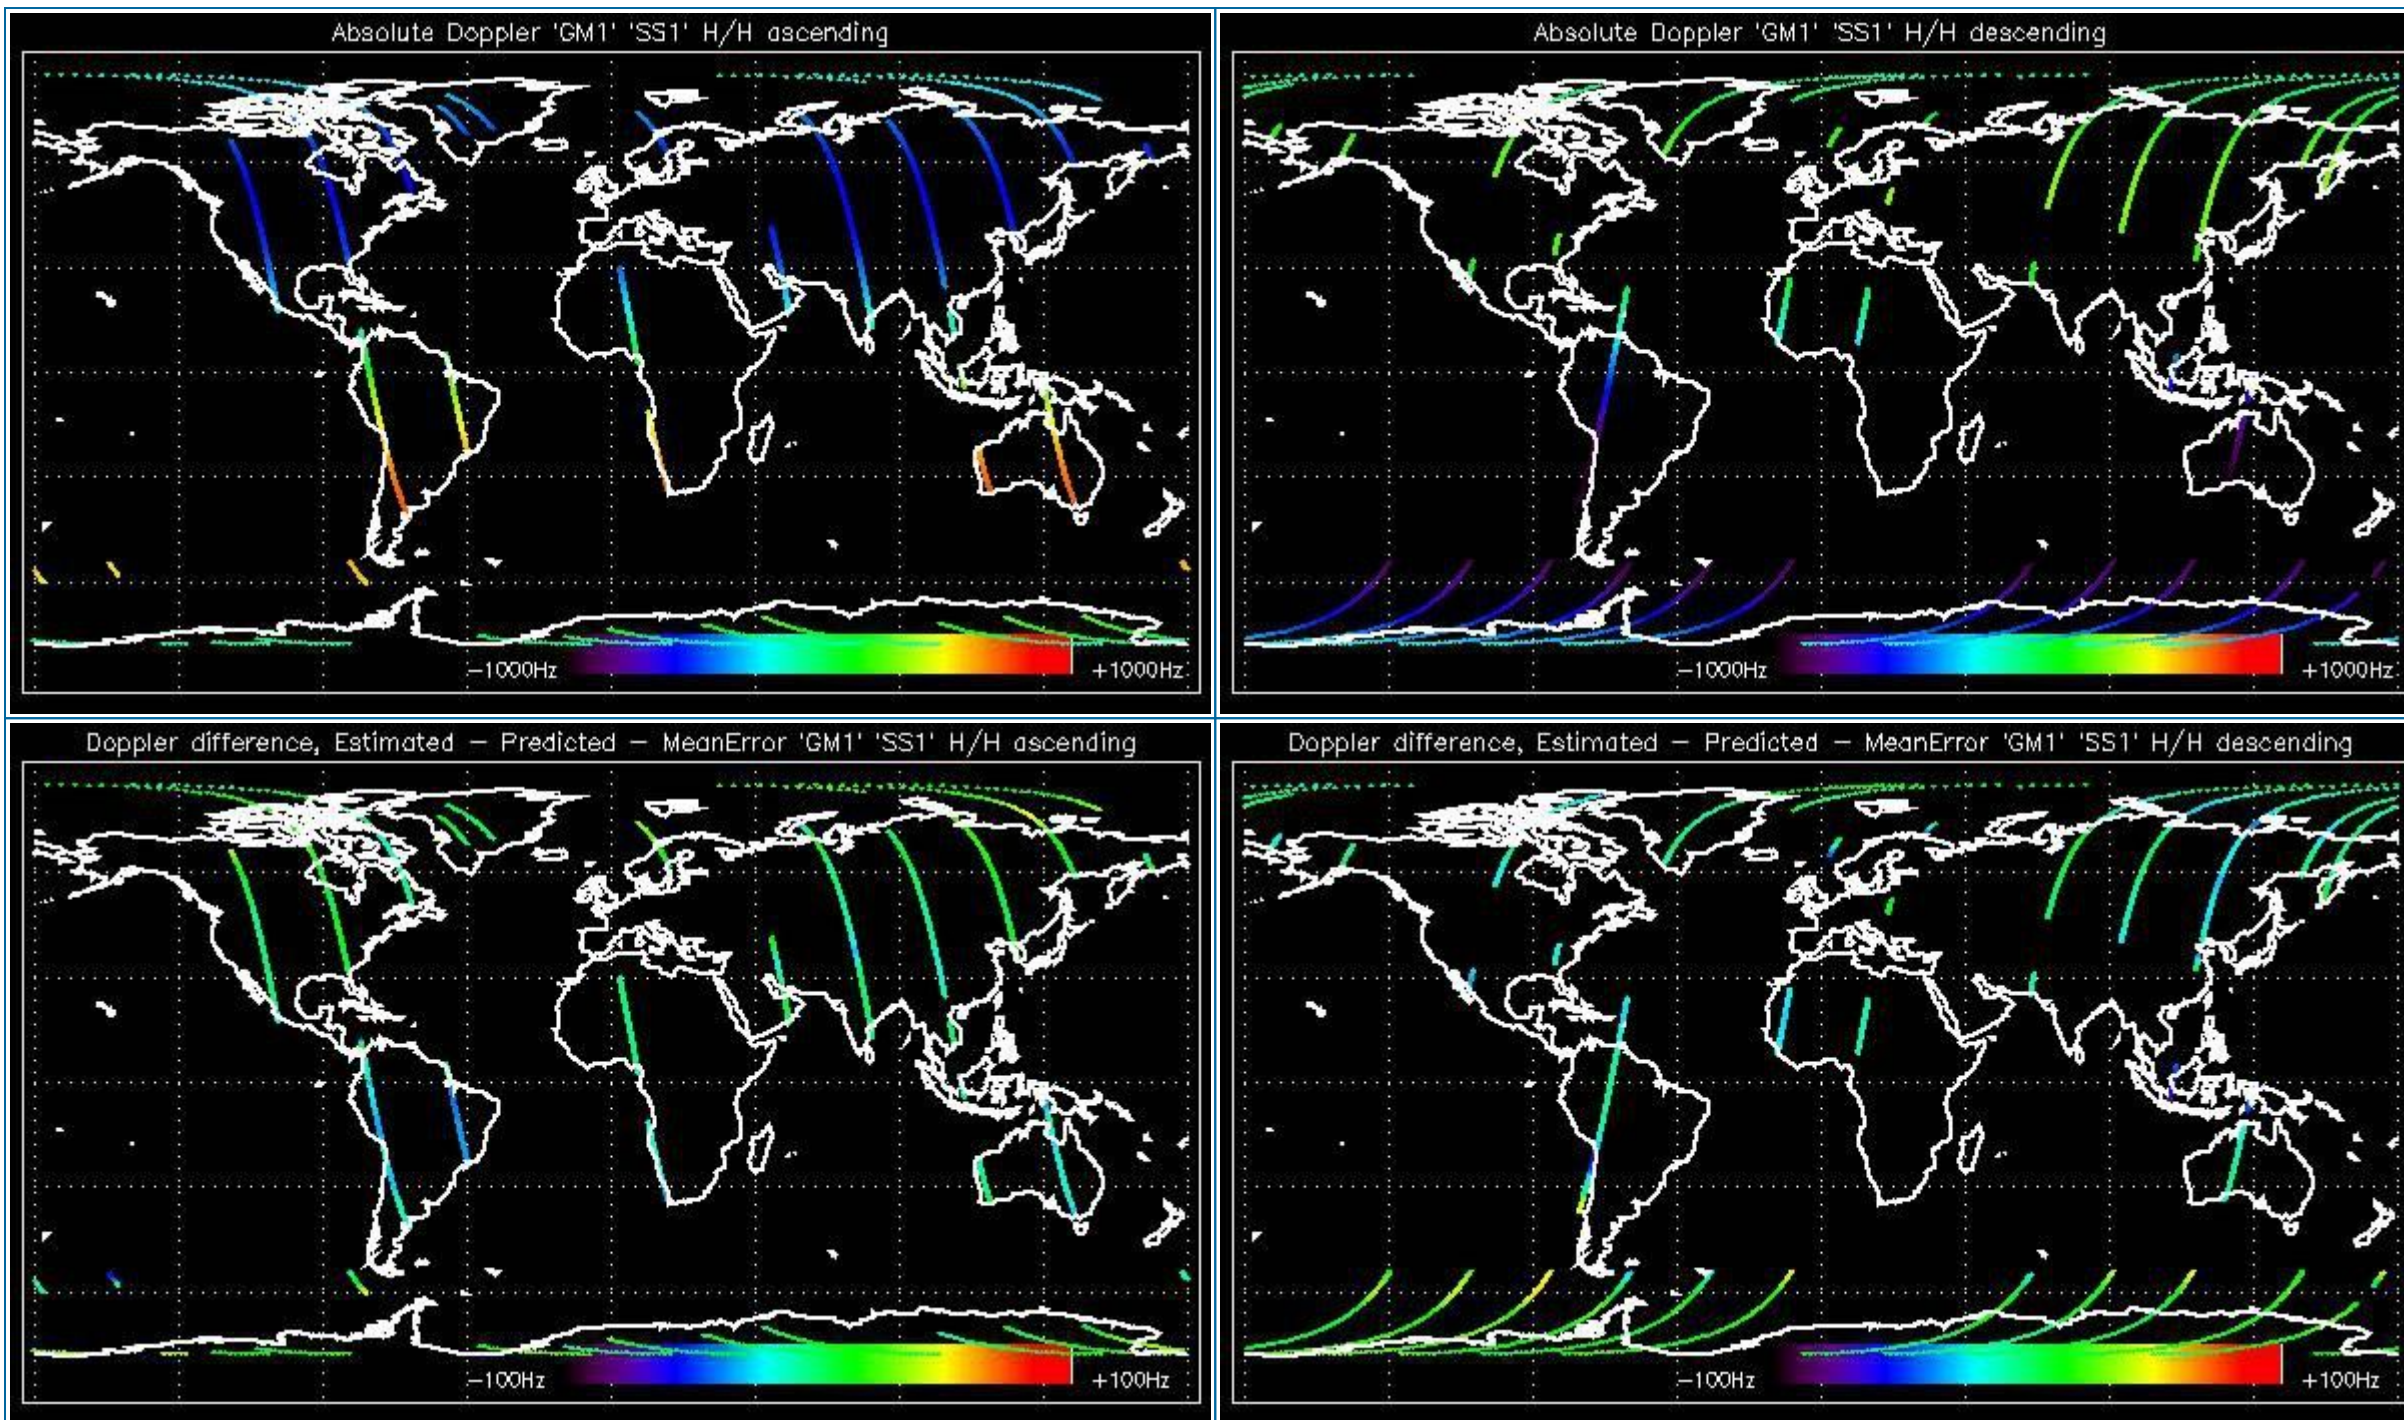 Absolute Doppler 'GM1' 'SS1' H/H ascending
-1000Hz
+1000Hz
Absolute Doppler 'GM1' 'SS1' H/H descending
-1000Hz
+1000Hz
Doppler difference, Estimated - Predicted - MeanError 'GM1' 'SS1' H/H ascending
-100Hz
+100Hz
Doppler difference, Estimated - Predicted - MeanError 'GM1' 'SS1' H/H descending
-100Hz
+100Hz